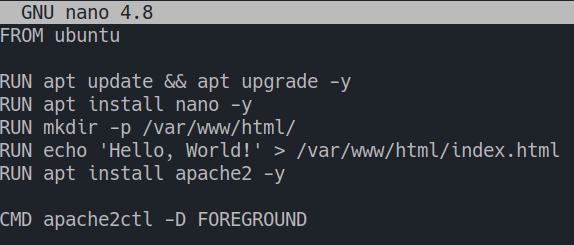 GNU nano 4.8
FROM ubuntu
RUN apt update && apt upgrade -y
RUN apt install nano -y
RUN mkdir -p /var/www/html/
RUN echo 'Hello, World!' > /var/www/html/index.html
RUN apt install apache2 -y
CMD apache2ctl -D FOREGROUND